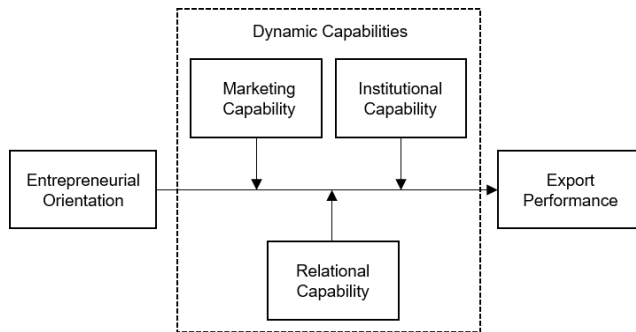 Dynamic Capabilities
Marketing
Capability
Institutional
Capability
Entrepreneurial
Orientation
Export
Performance
Relational
Capability